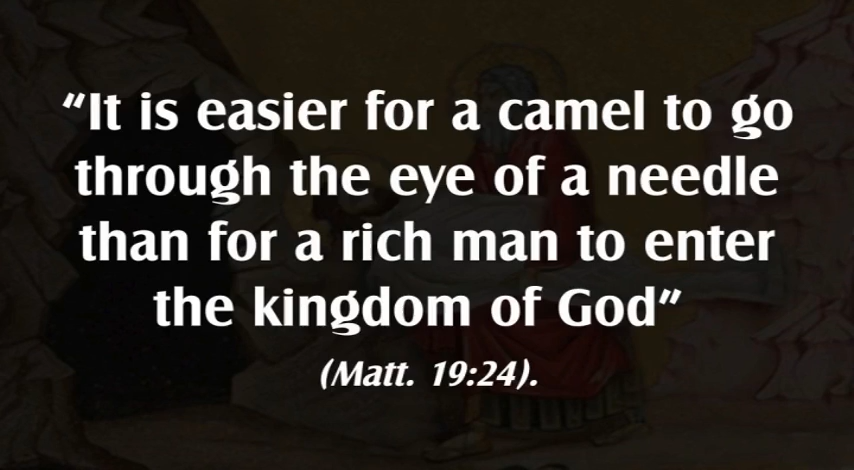 “It is easier for a camel to go
through the eye of a needle
than for a rich man to enter
the kingdom of God”
(Matt. 19:24).